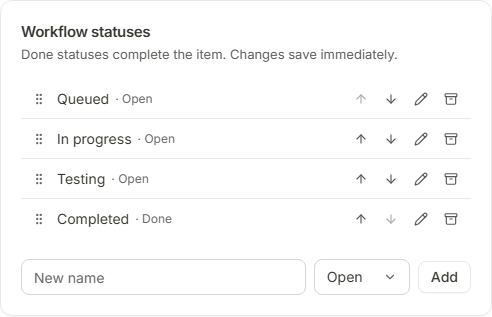 Workflow statuses
Done statuses complete the item. Changes save immediately.
Queued · Open
In progress · Open
Testing · Open
Completed · Done
New name Open Add